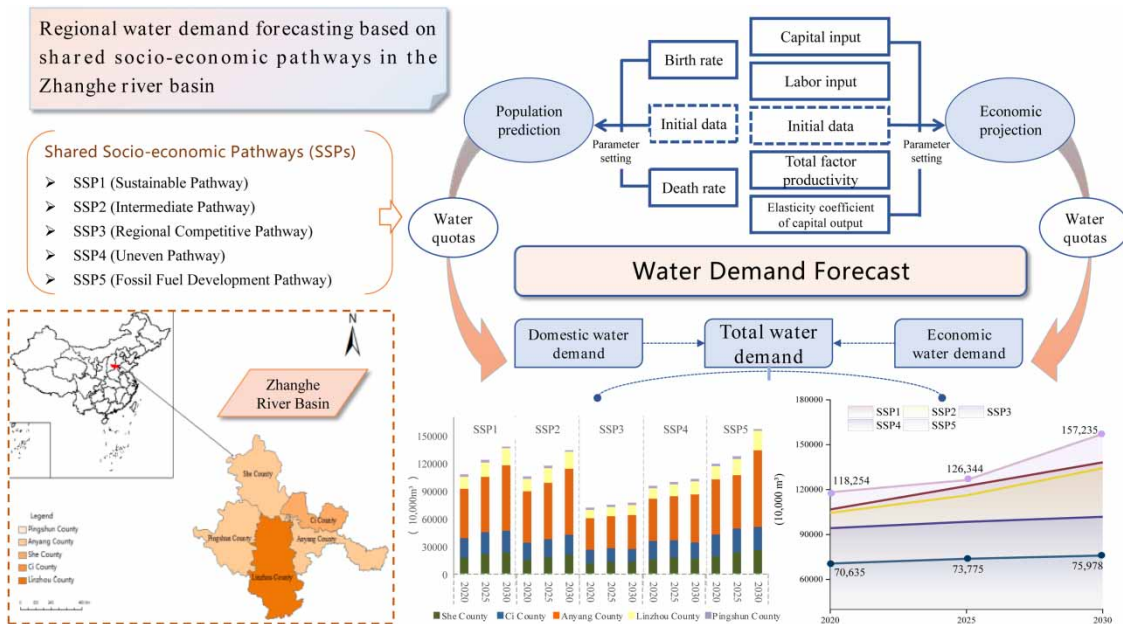 Regional water demand forecasting based on
shared socio-economic pathways in the
Zhanghe river basin
Shared Socio-economic Pathways (SSPs)
SSP1 (Sustainable Pathway)
SSP2 (Intermediate Pathway)
SSP3 (Regional Competitive Pathway)
SSP4 (Uneven Pathway)
SSP5 (Fossil Fuel Development Pathway)
Population
prediction
Parameter
setting
Birth rate
Initial data
Death rate
Capital input
Labor input
Initial data
Total factor
productivity
Elasticity coefficient
of capital output
Parameter
setting
Economic
projection
Water
quotas
Water
quotas
Water Demand Forecast
Domestic water
demand
Total water
demand
Economic
water demand
N
Zhanghe
River Basin
She County
Ci County
Pingshun County
Anyang County
Linzhou County
Legend
Pingshun County
Anyang County
She County
Ci County
Linzhou County
(10,000m³)
150000
120000
90000
60000
30000
0
SSP1
SSP2
SSP3
SSP4
SSP5
2020
2025
2030
2020
2025
2030
2020
2025
2030
2020
2025
2030
2020
2025
2030
She County
Ci County
Anyang County
Linzhou County
Pingshun County
(10,000 m³)
180000
150000
120000
90000
60000
SSP1
SSP2
SSP3
SSP4
SSP5
118,254
126,344
157,235
70,635
73,775
75,978
2020
2025
2030